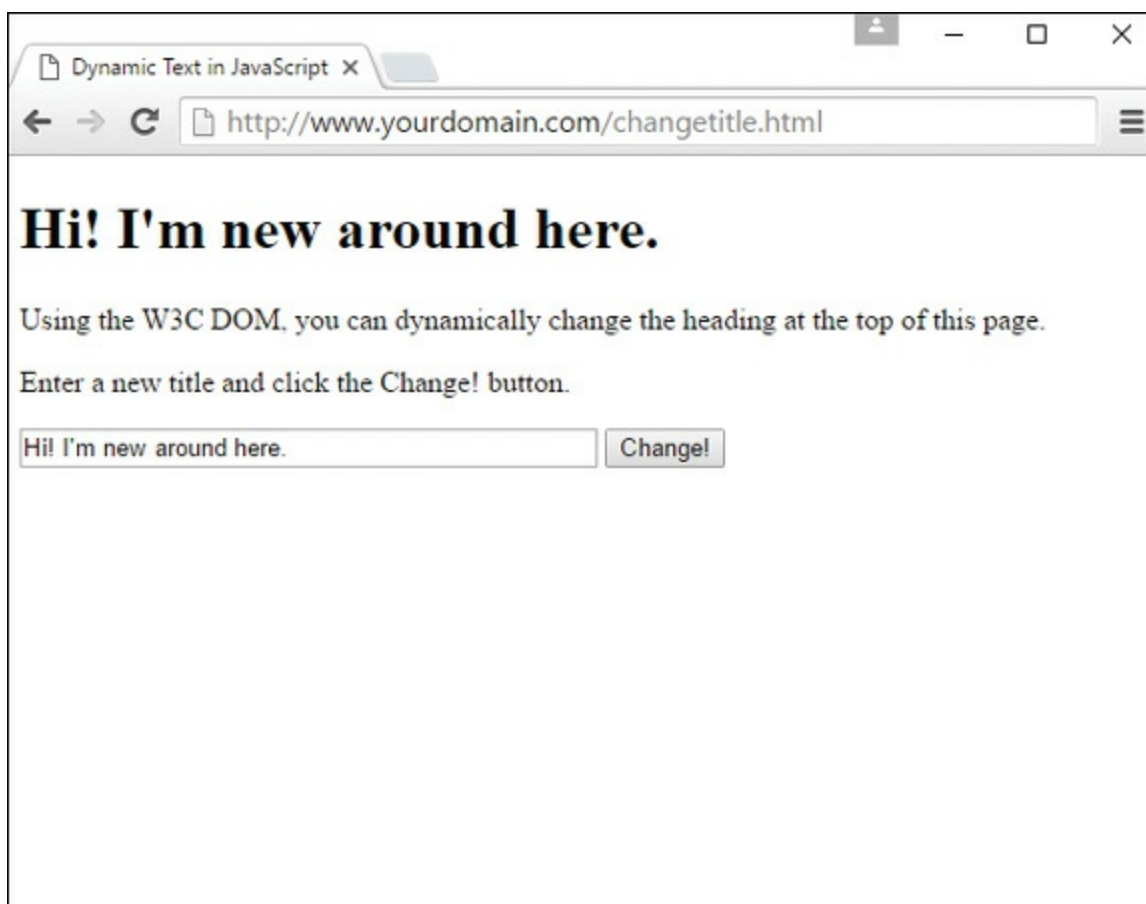 Dynamic Text in JavaScript
http://www.yourdomain.com/changetitle.html
Hi! I'm new around here.
Using the W3C DOM, you can dynamically change the heading at the top of this page.
Enter a new title and click the Change! button.
Hi! I'm new around here. Change!